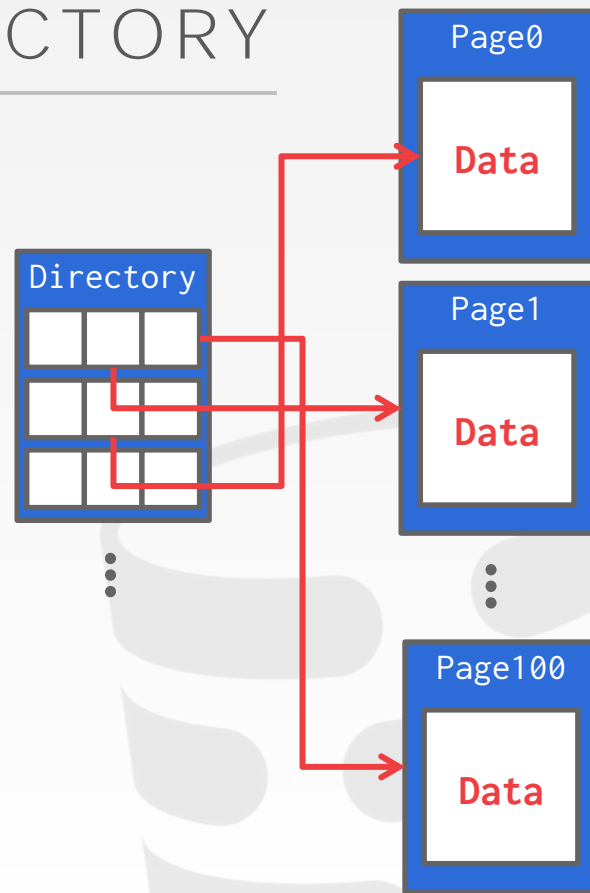 CTORY
Page0
Data
Directory
Page1
Data
Page100
Data